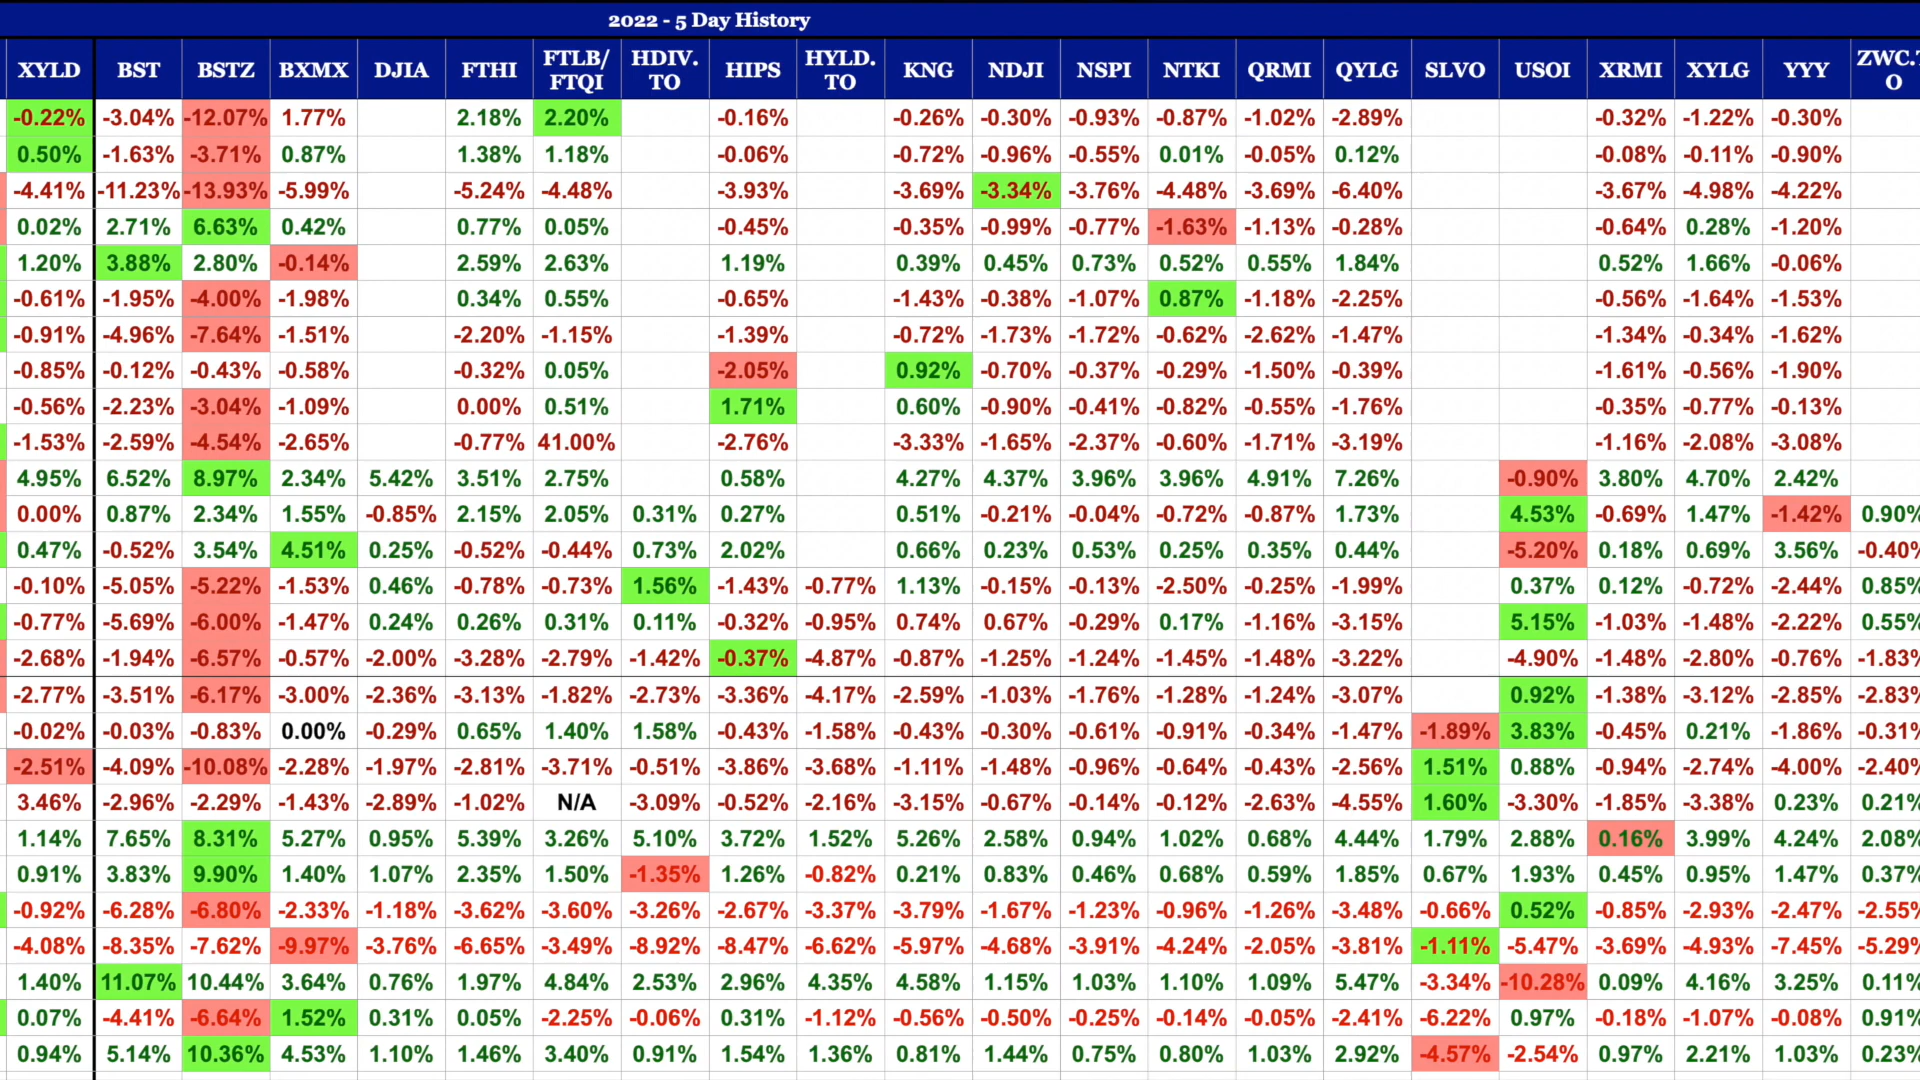 2022 - 5 Day History
XYLD BST BSTZ BXMX DJIA FTHI FTLB/ FTQI HDIV. TO HIPS HYLD. TO KNG NDJI NSPI NTKI QRMI QYLG SLVO USOI XRMI XYLG YYY ZWC.T O
-0.22% -3.04% -12.07% 1.77% 2.18% 2.20% -0.16% -0.26% -0.30% -0.93% -0.87% -1.02% -2.89% -0.32% -1.22% -0.30%
0.50% -1.63% -3.71% 0.87% 1.38% 1.18% -0.06% -0.72% -0.96% -0.55% 0.01% -0.05% 0.12% -0.08% -0.11% -0.90%
-4.41% -11.23% -13.93% -5.99% -5.24% -4.48% -3.93% -3.69% -3.34% -3.76% -4.48% -3.69% -6.40% -3.67% -4.98% -4.22%
0.02% 2.71% 6.63% 0.42% 0.77% 0.05% -0.45% -0.35% -0.99% -0.77% -1.63% -1.13% -0.28% -0.64% 0.28% -1.20%
1.20% 3.88% 2.80% -0.14% 2.59% 2.63% 1.19% 0.39% 0.45% 0.73% 0.52% 0.55% 1.84% 0.52% 1.66% -0.06%
-0.61% -1.95% -4.00% -1.98% 0.34% 0.55% -0.65% -1.43% -0.38% -1.07% 0.87% -1.18% -2.25% -0.56% -1.64% -1.53%
-0.91% -4.96% -7.64% -1.51% -2.20% -1.15% -1.39% -0.72% -1.73% -1.72% -0.62% -2.62% -1.47% -1.34% -0.34% -1.62%
-0.85% -0.12% -0.43% -0.58% -0.32% 0.05% -2.05% 0.92% -0.70% -0.37% -0.29% -1.50% -0.39% -1.61% -0.56% -1.90%
-0.56% -2.23% -3.04% -1.09% 0.00% 0.51% 1.71% 0.60% -0.90% -0.41% -0.82% -0.55% -1.76% -0.35% -0.77% -0.13%
-1.53% -2.59% -4.54% -2.65% -0.77% 41.00% -2.76% -3.33% -1.65% -2.37% -0.60% -1.71% -3.19% -1.16% -2.08% -3.08%
4.95% 6.52% 8.97% 2.34% 5.42% 3.51% 2.75% 0.58% 4.27% 4.37% 3.96% 3.96% 4.91% 7.26% -0.90% 3.80% 4.70% 2.42%
0.00% 0.87% 2.34% 1.55% -0.85% 2.15% 2.05% 0.31% 0.27% 0.51% -0.21% -0.04% -0.72% -0.87% 1.73% 4.53% -0.69% 1.47% -1.42% 0.90%
0.47% -0.52% 3.54% 4.51% 0.25% -0.52% -0.44% 0.73% 2.02% 0.66% 0.23% 0.53% 0.25% 0.35% 0.44% -5.20% 0.18% 0.69% 3.56% -0.40%
-0.10% -5.05% -5.22% -1.53% 0.46% -0.78% -0.73% 1.56% -1.43% -0.77% 1.13% -0.15% -0.13% -2.50% -0.25% -1.99% 0.37% 0.12% -0.72% -2.44% 0.85%
-0.77% -5.69% -6.00% -1.47% 0.24% 0.26% 0.31% 0.11% -0.32% -0.95% 0.74% 0.67% -0.29% 0.17% -1.16% -3.15% 5.15% -1.03% -1.48% -2.22% 0.55%
-2.68% -1.94% -6.57% -0.57% -2.00% -3.28% -2.79% -1.42% -0.37% -4.87% -0.87% -1.25% -1.24% -1.45% -1.48% -3.22% -4.90% -1.48% -2.80% -0.76% -1.83%
-2.77% -3.51% -6.17% -3.00% -2.36% -3.13% -1.82% -2.73% -3.36% -4.17% -2.59% -1.03% -1.76% -1.28% -1.24% -3.07% 0.92% -1.38% -3.12% -2.85% -2.83%
-0.02% -0.03% -0.83% 0.00% -0.29% 0.65% 1.40% 1.58% -0.43% -1.58% -0.43% -0.30% -0.61% -0.91% -0.34% -1.47% -1.89% 3.83% -0.45% 0.21% -1.86% -0.31%
-2.51% -4.09% -10.08% -2.28% -1.97% -2.81% -3.71% -0.51% -3.86% -3.68% -1.11% -1.48% -0.96% -0.64% -0.43% -2.56% 1.51% 0.88% -0.94% -2.74% -4.00% -2.40%
3.46% -2.96% -2.29% -1.43% -2.89% -1.02% N/A -3.09% -0.52% -2.16% -3.15% -0.67% -0.14% -0.12% -2.63% -4.55% 1.60% -3.30% -1.85% -3.38% 0.23% 0.21%
1.14% 7.65% 8.31% 5.27% 0.95% 5.39% 3.26% 5.10% 3.72% 1.52% 5.26% 2.58% 0.94% 1.02% 0.68% 4.44% 1.79% 2.88% 0.16% 3.99% 4.24% 2.08%
0.91% 3.83% 9.90% 1.40% 1.07% 2.35% 1.50% -1.35% 1.26% -0.82% 0.21% 0.83% 0.46% 0.68% 0.59% 1.85% 0.67% 1.93% 0.45% 0.95% 1.47% 0.37%
-0.92% -6.28% -6.80% -2.33% -1.18% -3.62% -3.60% -3.26% -2.67% -3.37% -3.79% -1.67% -1.23% -0.96% -1.26% -3.48% -0.66% 0.52% -0.85% -2.93% -2.47% -2.55%
-4.08% -8.35% -7.62% -9.97% -3.76% -6.65% -3.49% -8.92% -8.47% -6.62% -5.97% -4.68% -3.91% -4.24% -2.05% -3.81% -1.11% -5.47% -3.69% -4.93% -7.45% -5.29%
1.40% 11.07% 10.44% 3.64% 0.76% 1.97% 4.84% 2.53% 2.96% 4.35% 4.58% 1.15% 1.03% 1.10% 1.09% 5.47% -3.34% -10.28% 0.09% 4.16% 3.25% 0.11%
0.07% -4.41% -6.64% 1.52% 0.31% 0.05% -2.25% -0.06% 0.31% -1.12% -0.56% -0.50% -0.25% -0.14% -0.05% -2.41% -6.22% 0.97% -0.18% -1.07% -0.08% 0.91%
0.94% 5.14% 10.36% 4.53% 1.10% 1.46% 3.40% 0.91% 1.54% 1.36% 0.81% 1.44% 0.75% 0.80% 1.03% 2.92% -4.57% -2.54% 0.97% 2.21% 1.03% 0.23%